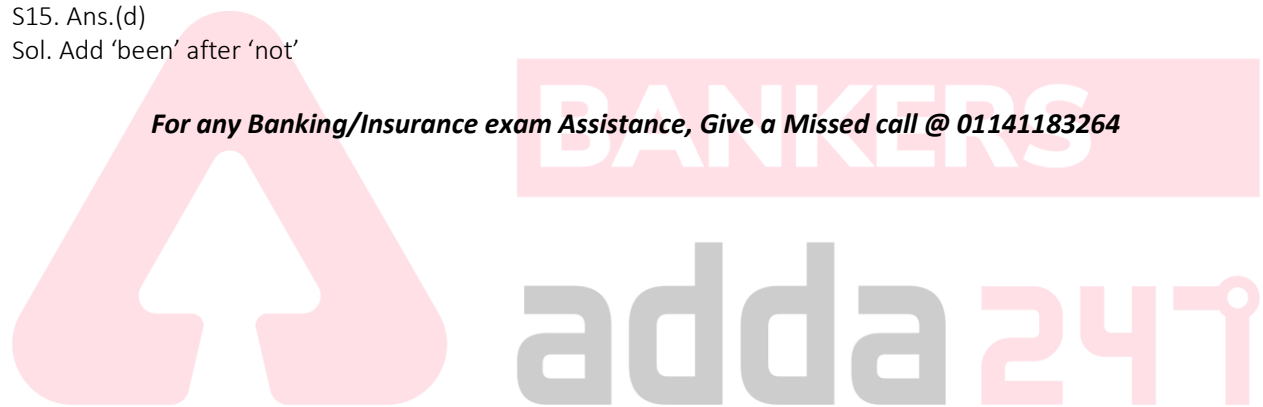 S15. Ans.(d)
Sol. Add ‘been’ after ‘not’
For any Banking/Insurance exam Assistance, Give a Missed call @ 01141183264
BANKERS
adda 247